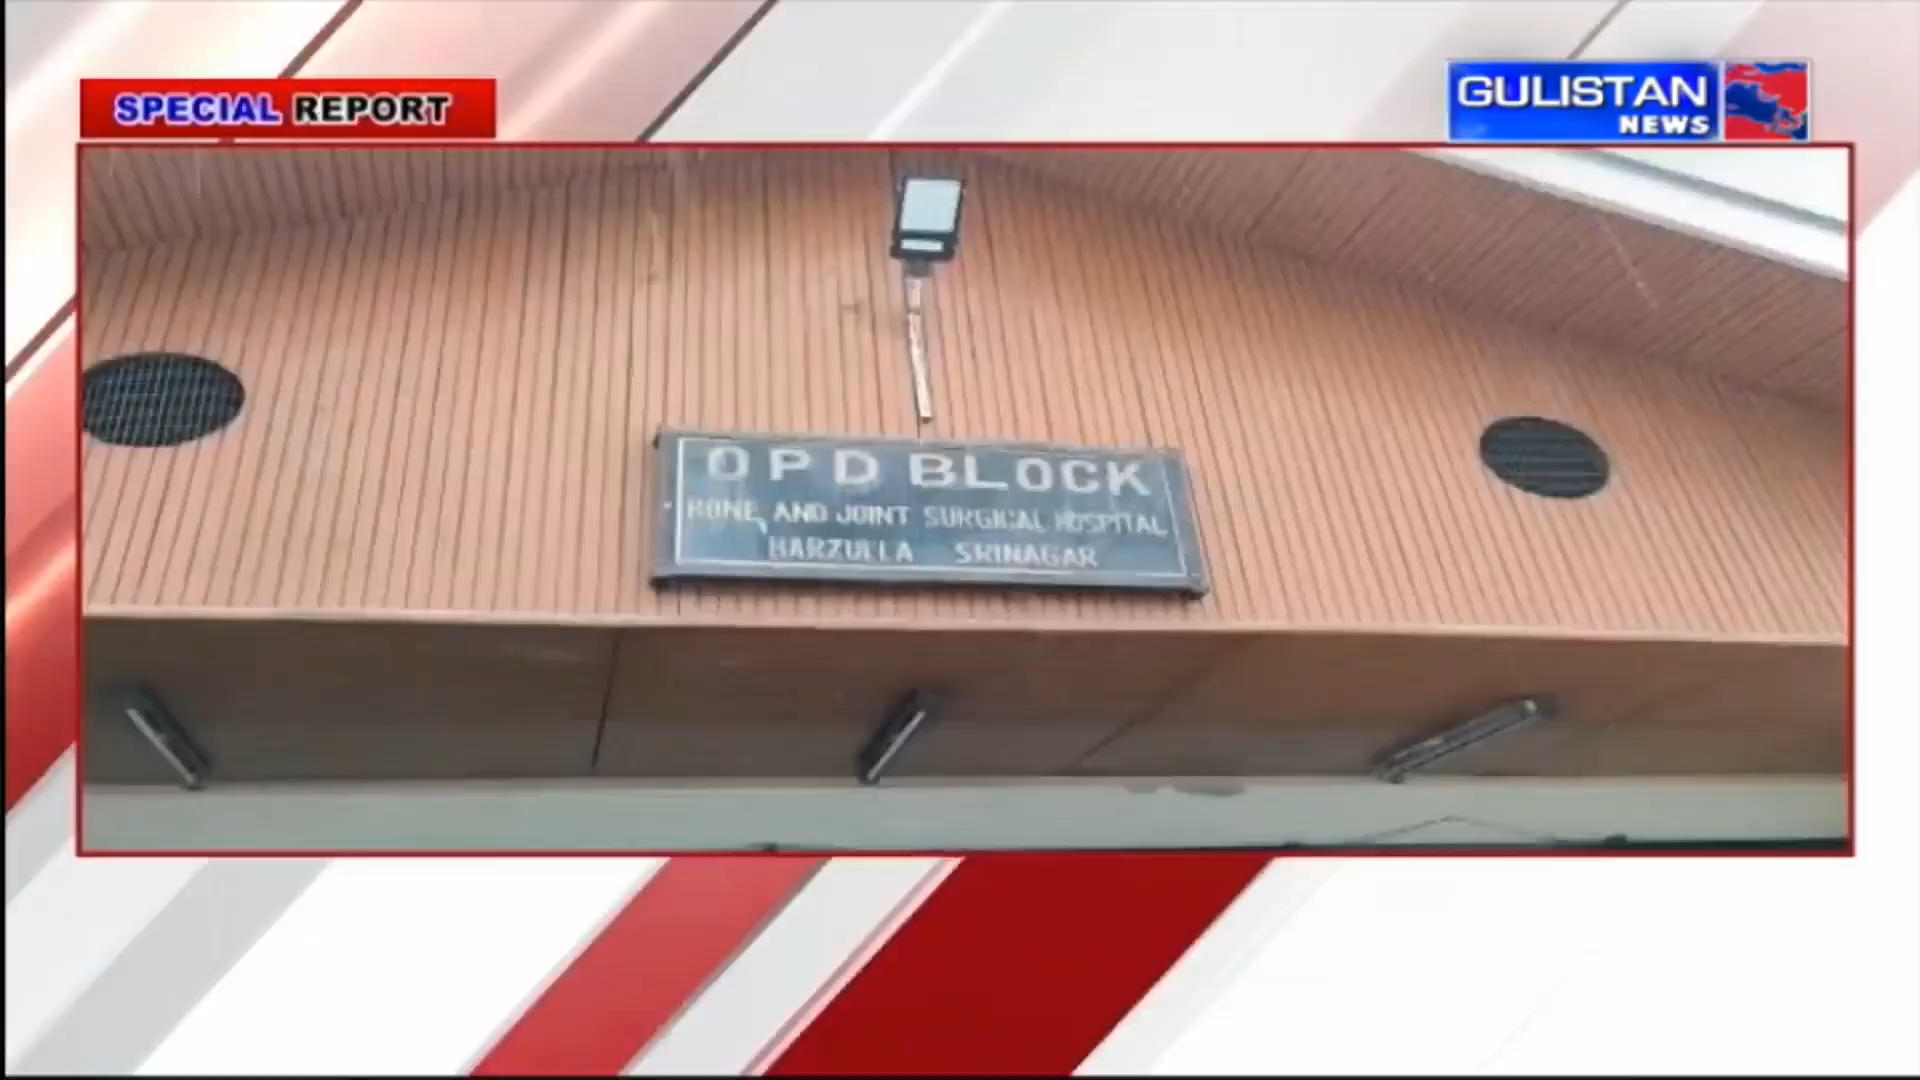 SPECIAL REPORT
GULISTAN
NEWS
OPD BLOCK
BONE AND JOINT SURGICAL HOSPITAL
BARZULLA SRINAGAR